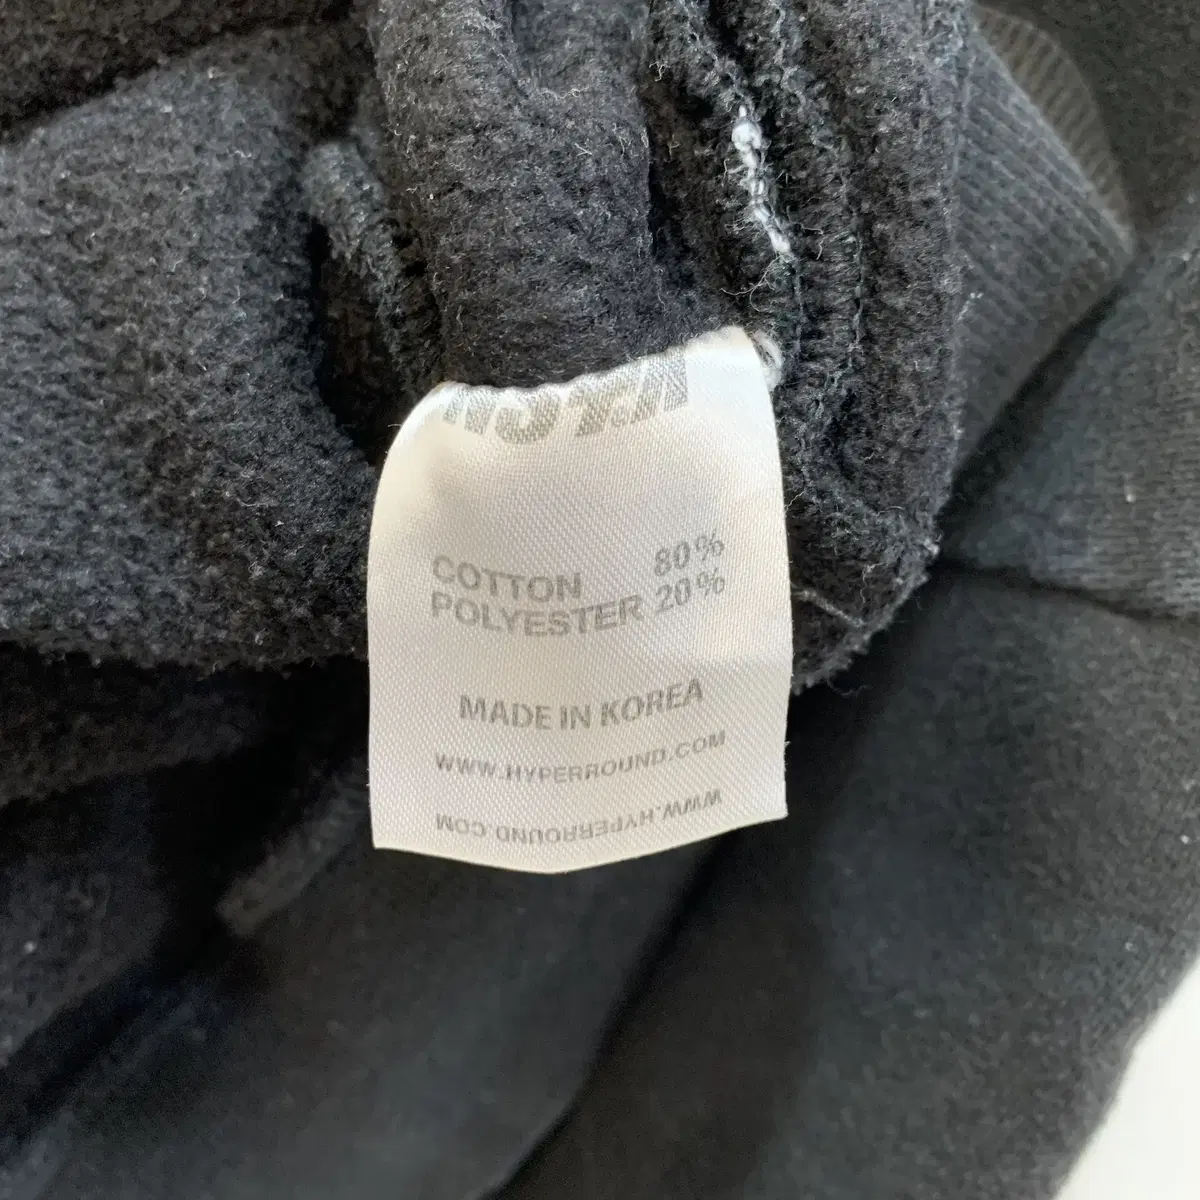 COTTON 80%
POLYESTER 20%
MADE IN KOREA
WWW.HYPERROUND.COM
WWW.HYPERROUND.COM